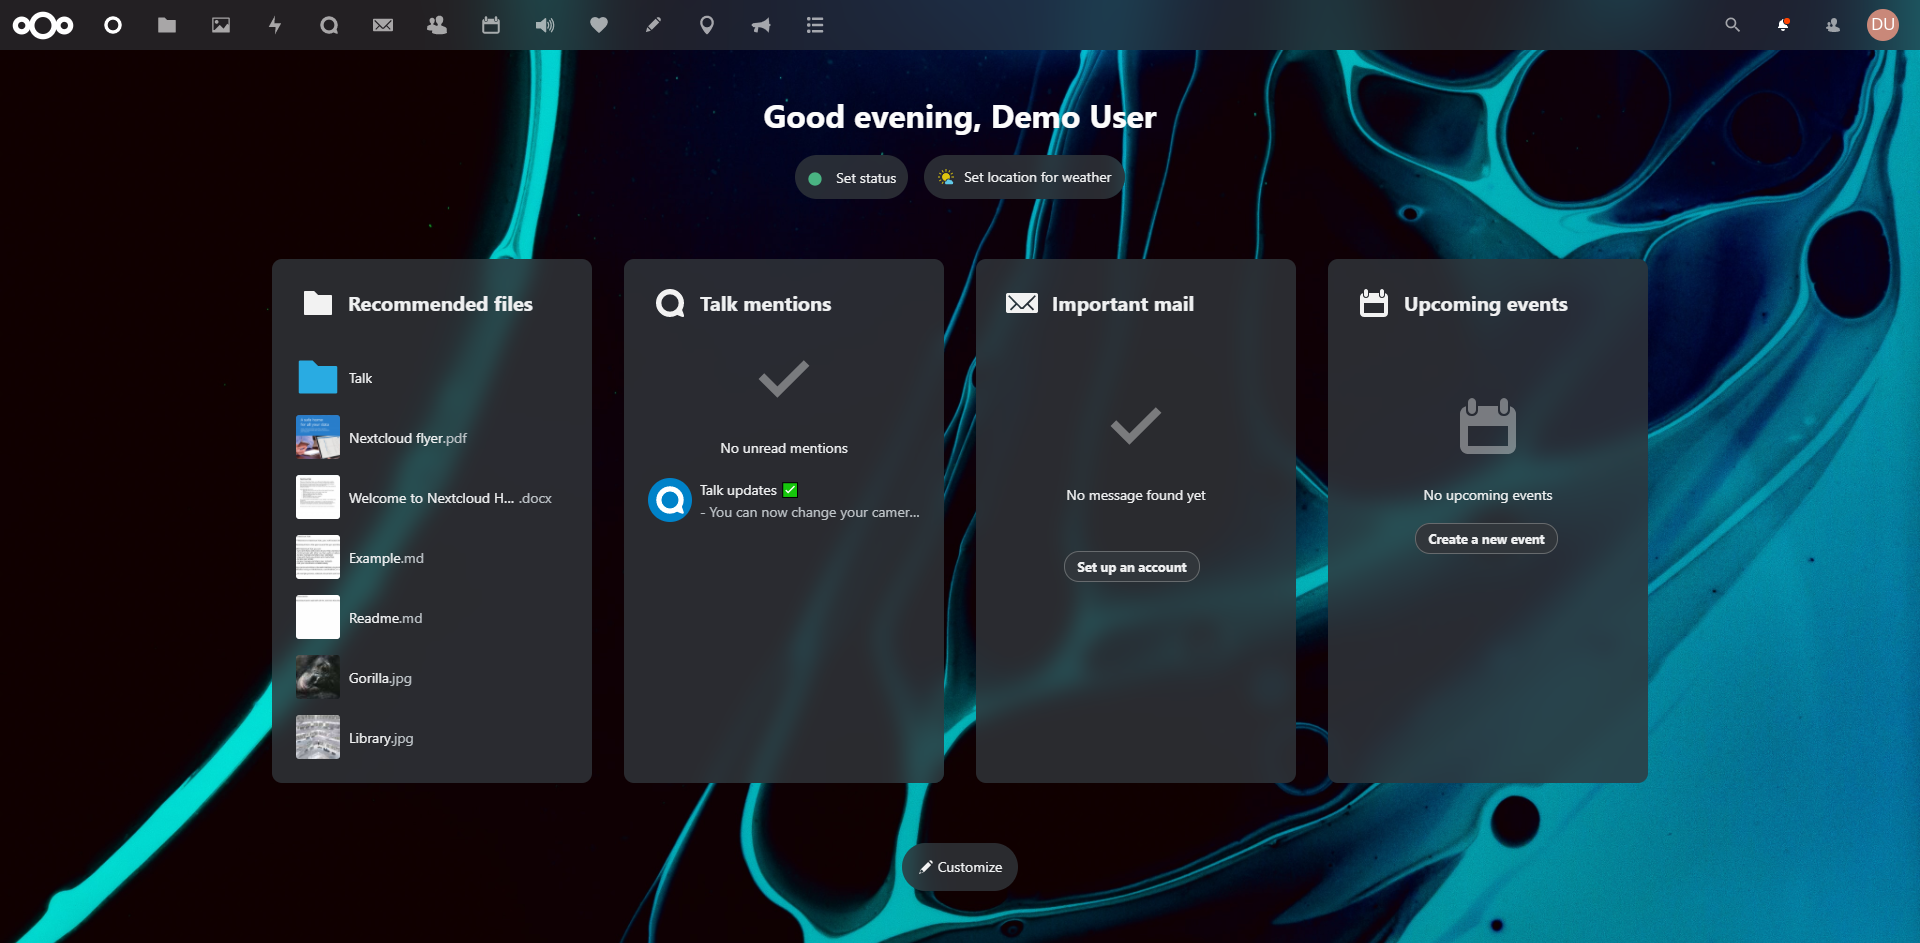 DU
Good evening, Demo User
Set status
Set location for weather
Recommended files
Talk
Nextcloud flyer.pdf
Welcome to Nextcloud H... .docx
Example.md
Readme.md
Gorilla.jpg
Library.jpg
Talk mentions
No unread mentions
Talk updates ✅
- You can now change your camer...
Important mail
No message found yet
Set up an account
Upcoming events
No upcoming events
Create a new event
Customize